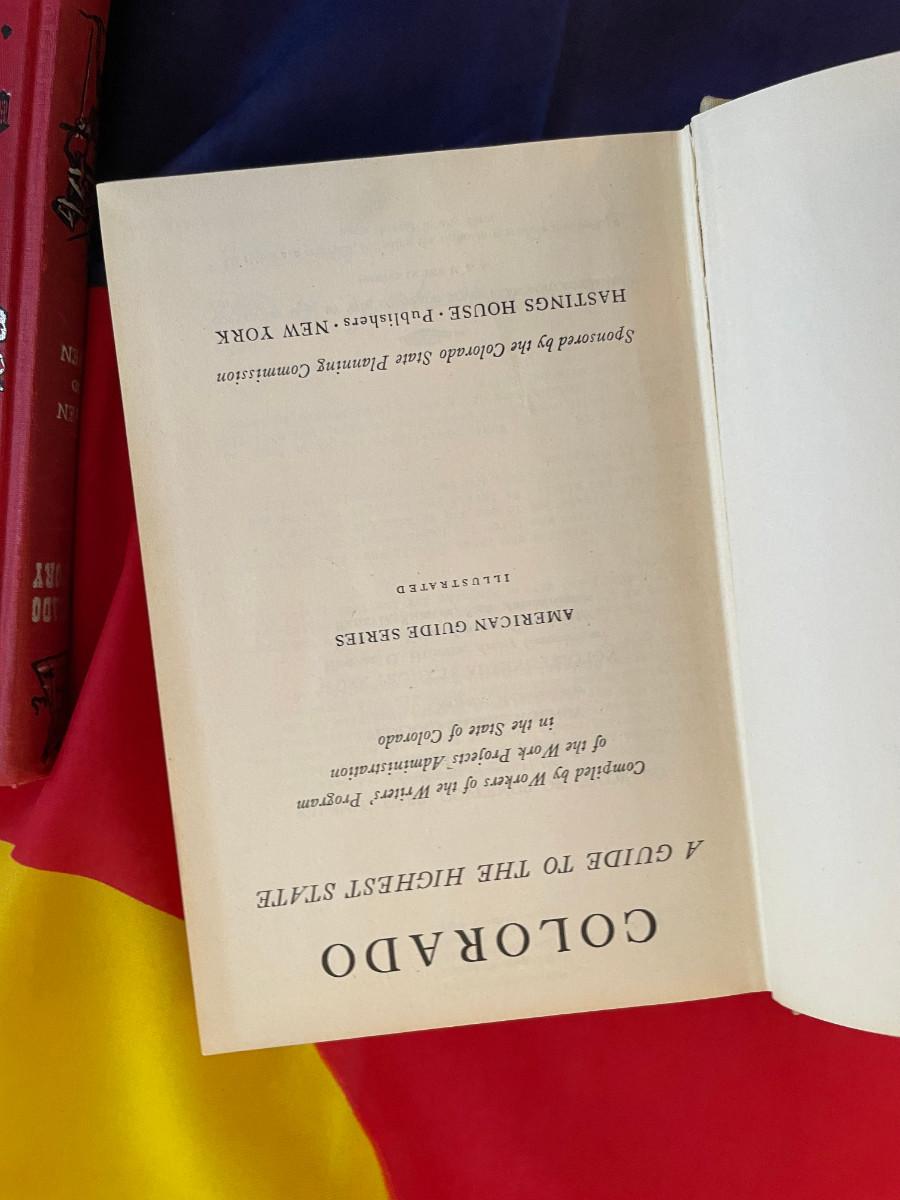 COLORADO
A GUIDE TO THE HIGHEST STATE
Compiled by Workers of the Writers' Program
of the Work Projects Administration
in the State of Colorado
AMERICAN GUIDE SERIES
ILLUSTRATED
Sponsored by the Colorado State Planning Commission
HASTINGS HOUSE · Publishers · NEW YORK